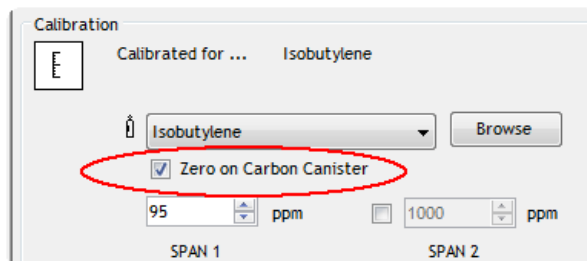 Calibration
Calibrated for ... Isobutylene
Isobutylene Browse
Zero on Carbon Canister
95 ppm 1000 ppm
SPAN 1 SPAN 2